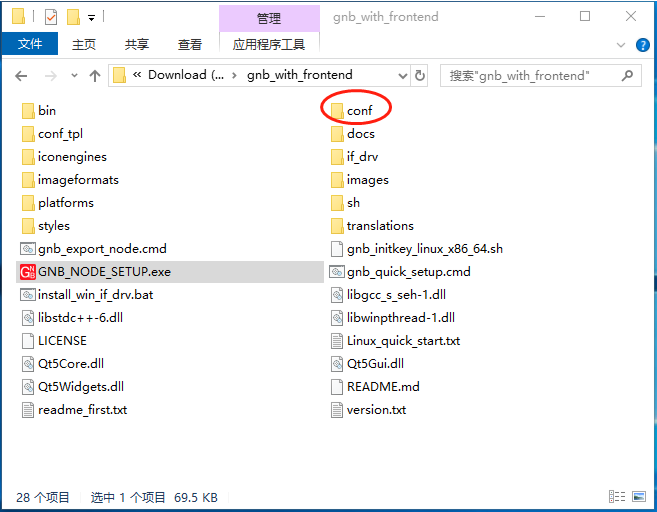 管理
gnb_with_frontend
文件
主页
共享
查看
应用程序工具
« Download (... › gnb_with_frontend
搜索"gnb_with_frontend"
bin
conf
conf_tpl
docs
iconengines
if_drv
imageformats
images
platforms
sh
styles
translations
gnb_export_node.cmd
gnb_initkey_linux_x86_64.sh
GNB_NODE_SETUP.exe
gnb_quick_setup.cmd
install_win_if_drv.bat
libgcc_s_seh-1.dll
libstdc++-6.dll
libwinpthread-1.dll
LICENSE
Linux_quick_start.txt
Qt5Core.dll
Qt5Gui.dll
Qt5Widgets.dll
README.md
readme_first.txt
version.txt
28 个项目
选中 1 个项目 69.5 KB